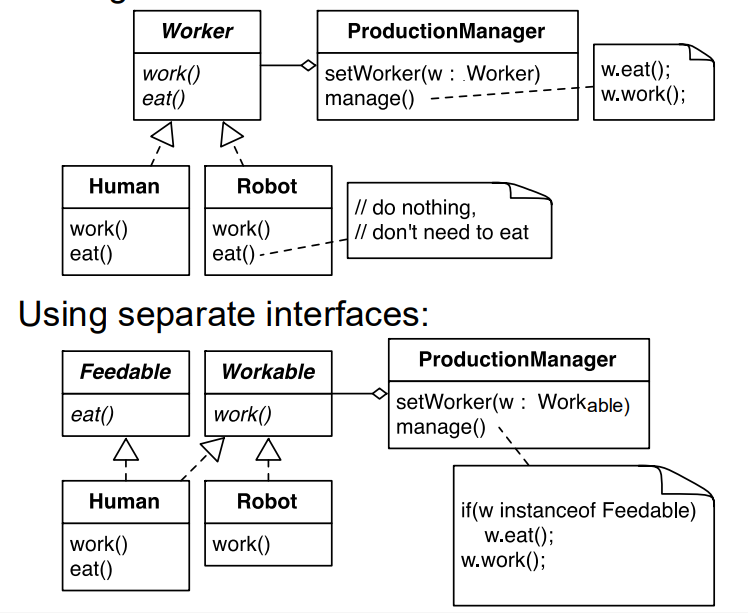 Worker
work()
eat()
ProductionManager
setWorker(w : Worker)
manage()
w.eat();
w.work();
Human
work()
eat()
Robot
work()
eat()
// do nothing,
// don't need to eat
Using separate interfaces:
Feedable
eat()
Workable
work()
ProductionManager
setWorker(w : Workable)
manage()
Human
work()
eat()
Robot
work()
if(w instanceof Feedable)
w.eat();
w.work();